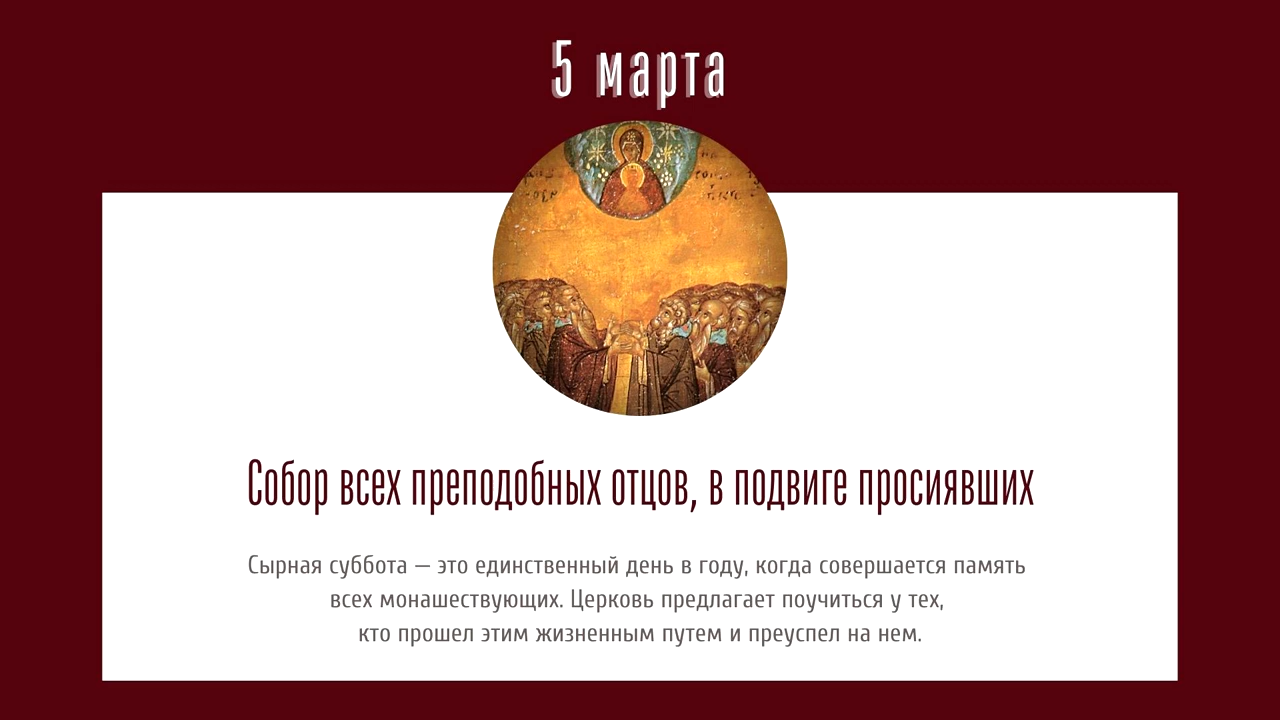 5 марта
Собор всех преподобных отцов, в подвиге просиявших
Сырная суббота — это единственный день в году, когда совершается память
всех монашествующих. Церковь предлагает поучиться у тех,
кто прошел этим жизненным путем и преуспел на нем.